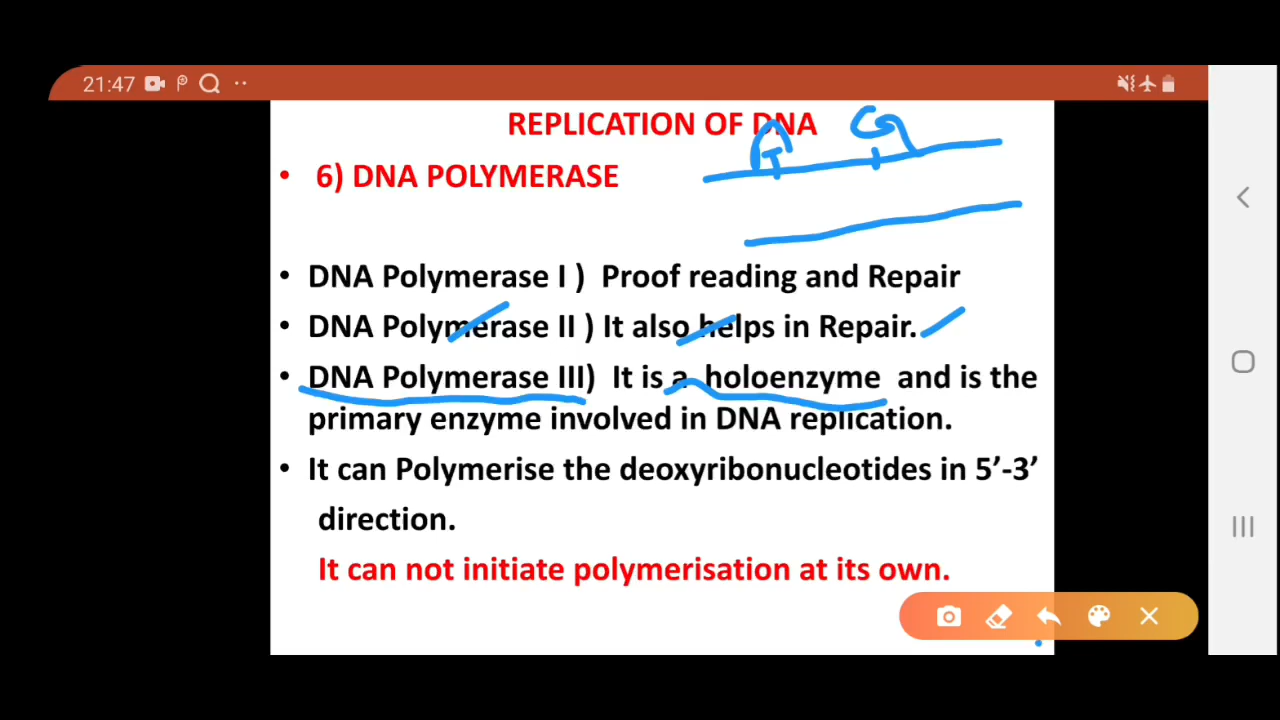 21:47
REPLICATION OF DNA
• 6) DNA POLYMERASE
• DNA Polymerase I ) Proof reading and Repair
• DNA Polymerase II ) It also helps in Repair.
• DNA Polymerase III) It is a holoenzyme and is the
primary enzyme involved in DNA replication.
• It can Polymerise the deoxyribonucleotides in 5’-3’
direction.
It can not initiate polymerisation at its own.